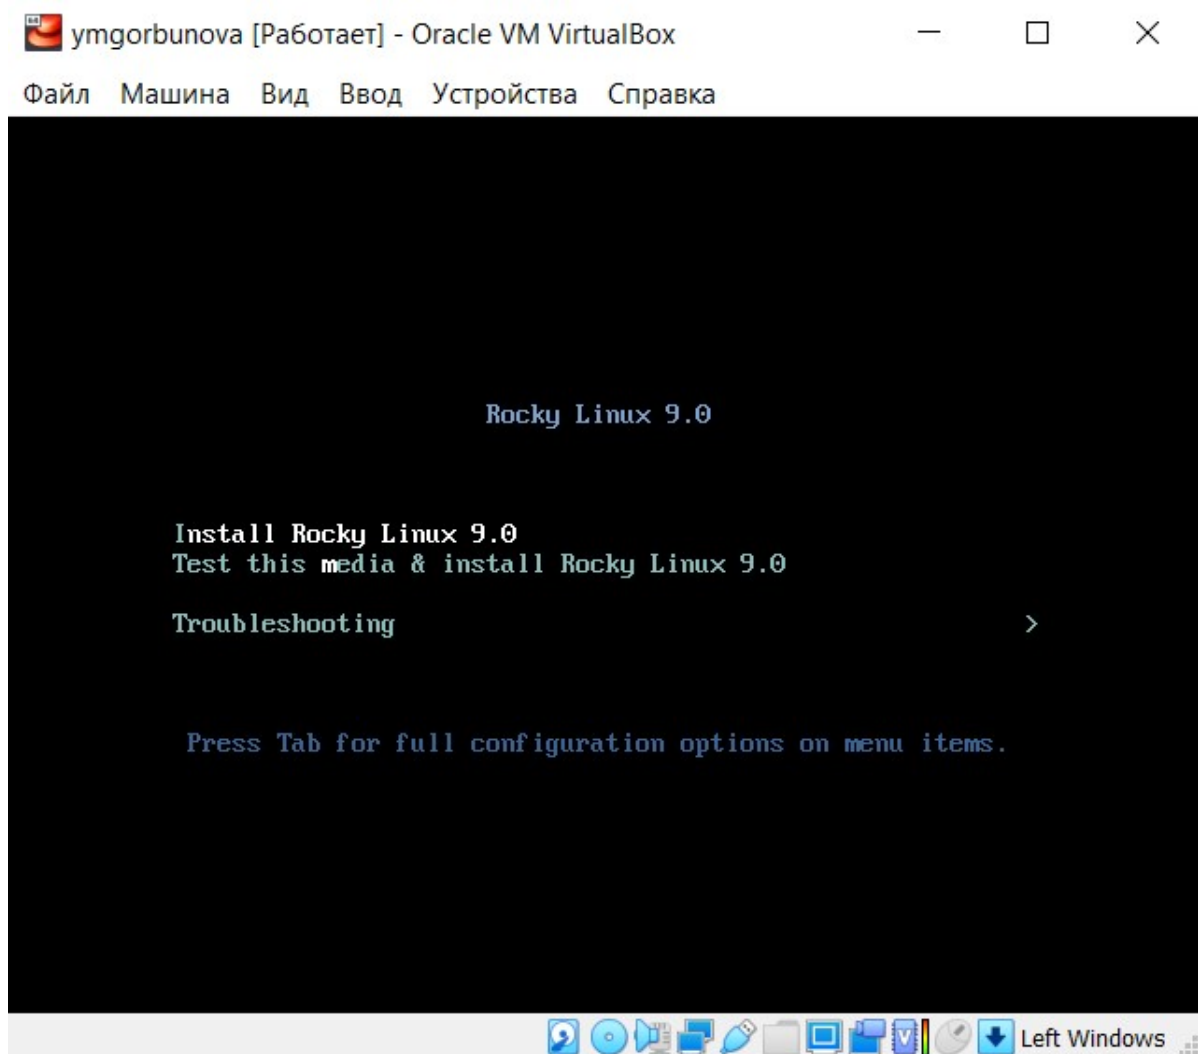 ymgorbunova [Работает] - Oracle VM VirtualBox
Файл Машина Вид Ввод Устройства Справка
Rocky Linux 9.0
Install Rocky Linux 9.0
Test this media & install Rocky Linux 9.0
Troubleshooting >
Press Tab for full configuration options on menu items.
Left Windows